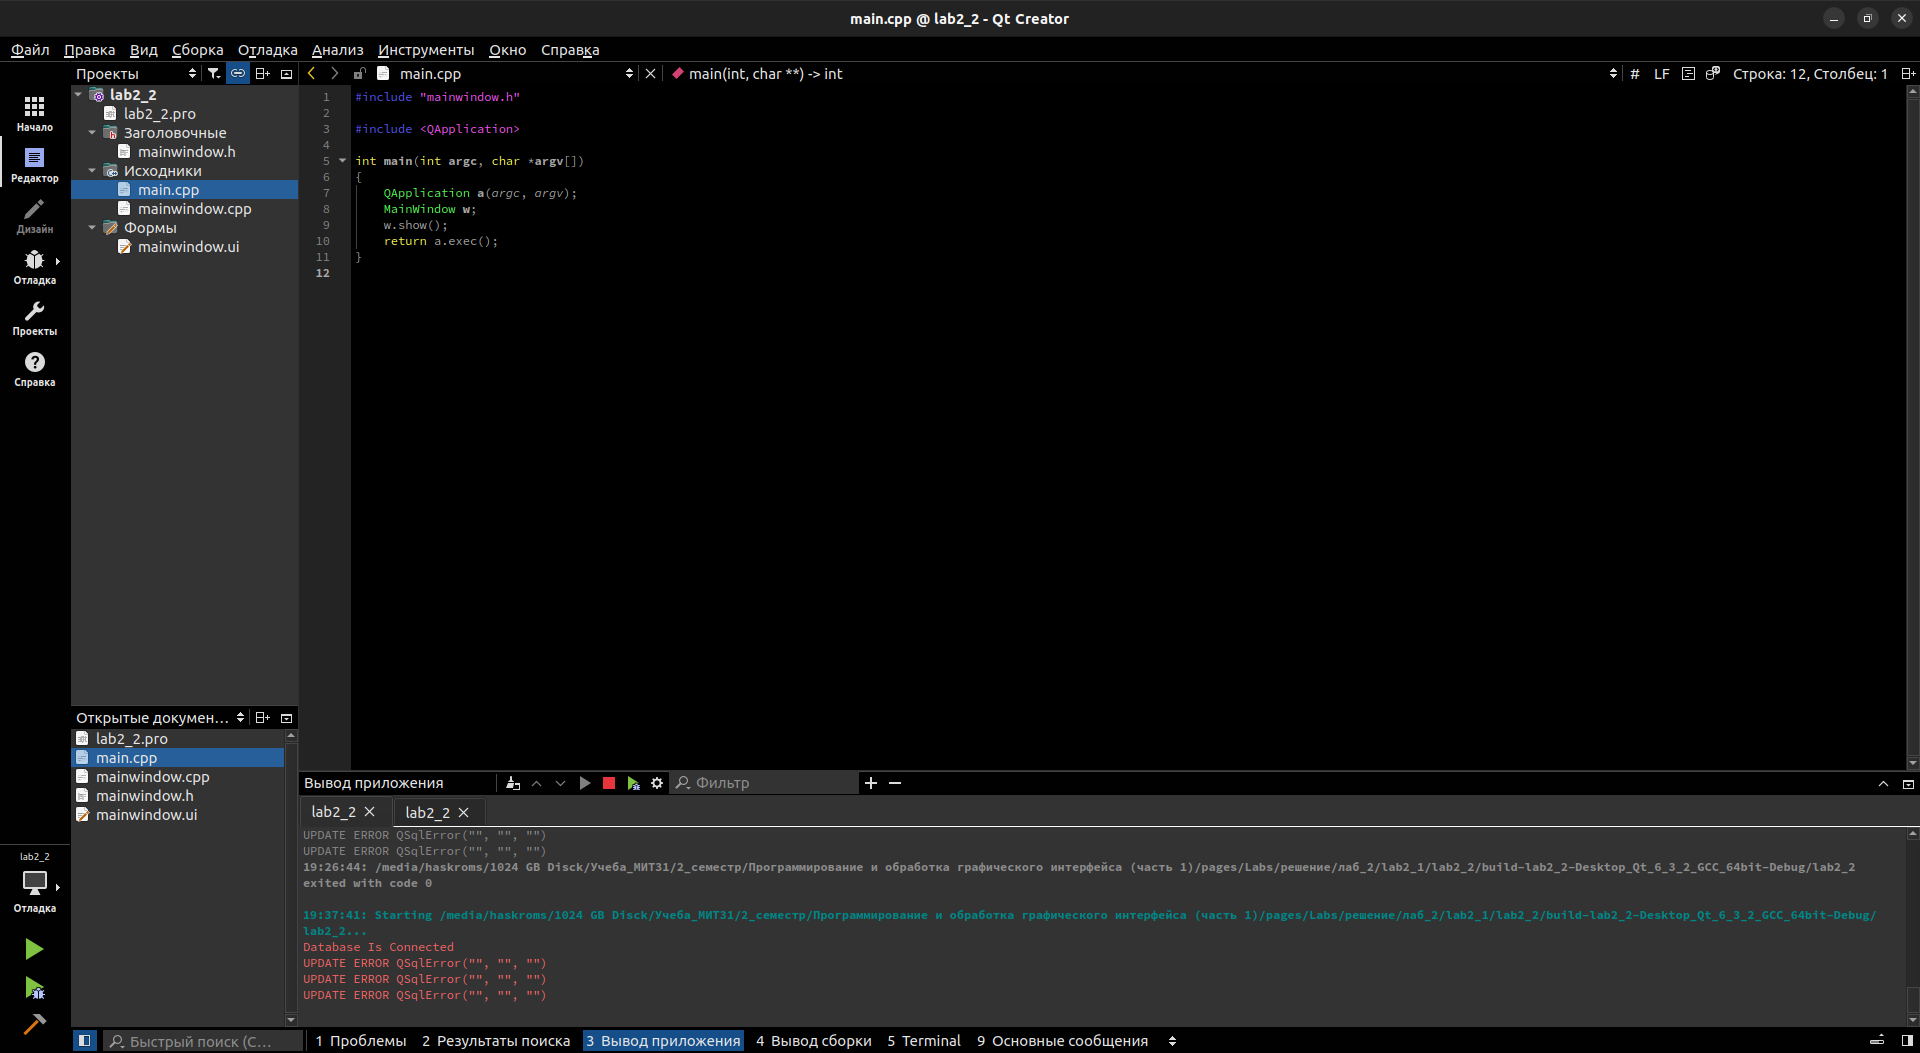 main.cpp @ lab2_2 - Qt Creator
Файл Правка Вид Сборка Отладка Анализ Инструменты Окно Справка
Проекты
main.cpp
main(int, char **) -> int
# LF Строка: 12, Столбец: 1
Начало
Редактор
Дизайн
Отладка
Проекты
Справка
lab2_2
lab2_2.pro
Заголовочные
mainwindow.h
Исходники
main.cpp
mainwindow.cpp
Формы
mainwindow.ui
1 #include "mainwindow.h"
2
3 #include <QApplication>
4
5 int main(int argc, char *argv[])
6 {
7 QApplication a(argc, argv);
8 MainWindow w;
9 w.show();
10 return a.exec();
11 }
12
Открытые докумен...
lab2_2.pro
main.cpp
mainwindow.cpp
mainwindow.h
mainwindow.ui
Вывод приложения
Фильтр
lab2_2 lab2_2
UPDATE ERROR QSqlError("", "", "")
UPDATE ERROR QSqlError("", "", "")
19:26:44: /media/haskroms/1024 GB Disck/Учеба_МИТ31/2_семестр/Программирование и обработка графического интерфейса (часть 1)/pages/Labs/решение/лаб_2/lab2_1/lab2_2/build-lab2_2-Desktop_Qt_6_3_2_GCC_64bit-Debug/lab2_2
exited with code 0
19:37:41: Starting /media/haskroms/1024 GB Disck/Учеба_МИТ31/2_семестр/Программирование и обработка графического интерфейса (часть 1)/pages/Labs/решение/лаб_2/lab2_1/lab2_2/build-lab2_2-Desktop_Qt_6_3_2_GCC_64bit-Debug/
lab2_2...
Database Is Connected
UPDATE ERROR QSqlError("", "", "")
UPDATE ERROR QSqlError("", "", "")
UPDATE ERROR QSqlError("", "", "")
lab2_2
Отладка
Быстрый поиск (C...
1 Проблемы 2 Результаты поиска 3 Вывод приложения 4 Вывод сборки 5 Terminal 9 Основные сообщения